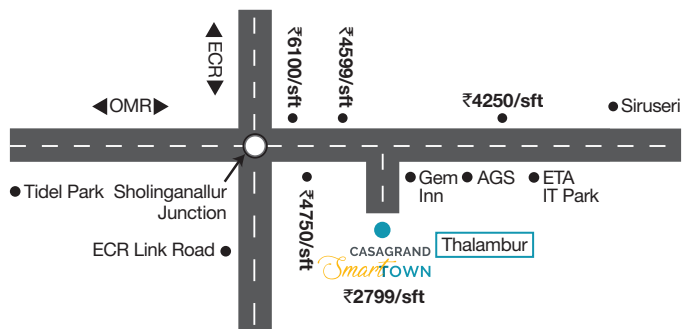 ◀OMR▶
◀ECR▶
₹6100/sft
₹4599/sft
₹4250/sft
Siruseri
Tidel Park
Sholinganallur
Junction
₹4750/sft
Gem
Inn
AGS
ETA
IT Park
ECR Link Road
CASAGRAND
SmartTOWN
Thalambur
₹2799/sft